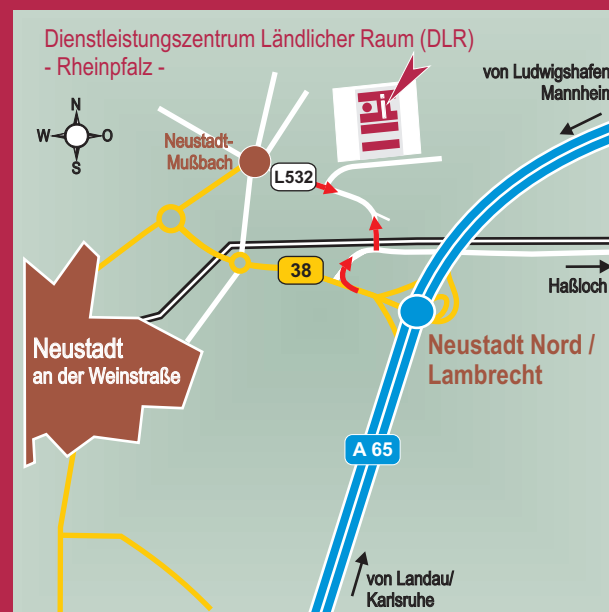 Dienstleistungszentrum Ländlicher Raum (DLR)
- Rheinpfalz -
von Ludwigshafen
Mannheim
N
W
O
S
i
Neustadt-
Mußbach
L532
38
Haßloch
Neustadt
an der Weinstraße
Neustadt Nord /
Lambrecht
A 65
von Landau/
Karlsruhe